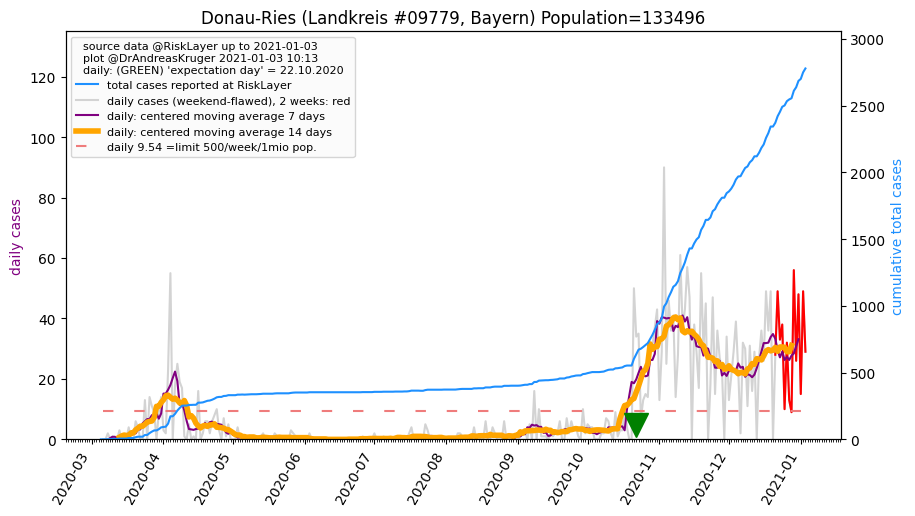 Donau-Ries (Landkreis #09779, Bayern) Population=133496
source data @RiskLayer up to 2021-01-03
plot @DrAndreasKruger 2021-01-03 10:13
daily: (GREEN) 'expectation day' = 22.10.2020
total cases reported at RiskLayer
daily cases (weekend-flawed), 2 weeks: red
daily: centered moving average 7 days
daily: centered moving average 14 days
daily 9.54 =limit 500/week/1mio pop.
daily cases
0
20
40
60
80
100
120
cumulative total cases
0
500
1000
1500
2000
2500
3000
2020-03
2020-04
2020-05
2020-06
2020-07
2020-08
2020-09
2020-10
2020-11
2020-12
2021-01